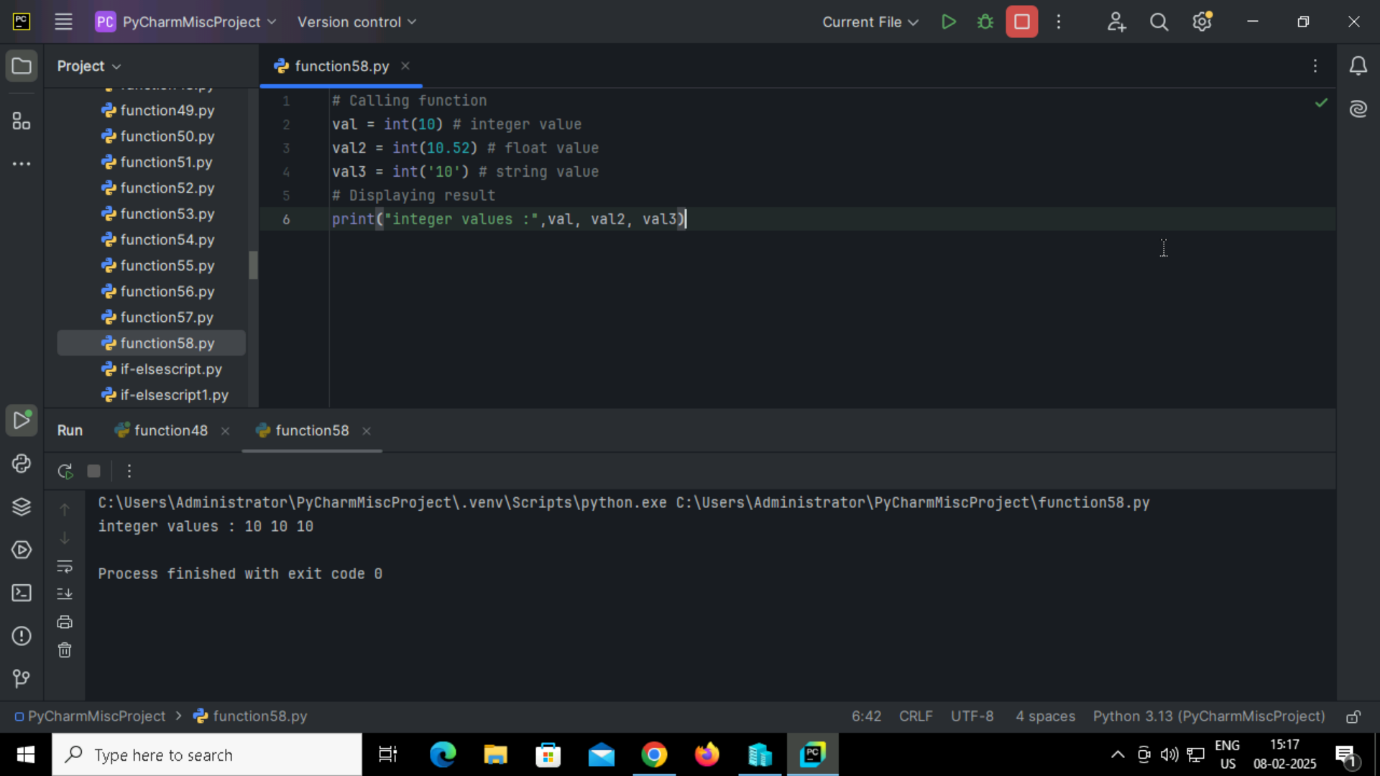 PC PyCharmMiscProject Version control Current File
Project
function58.py
function49.py
function50.py
function51.py
function52.py
function53.py
function54.py
function55.py
function56.py
function57.py
function58.py
if-elsescript.py
if-elsescript1.py
1 # Calling function
2 val = int(10) # integer value
3 val2 = int(10.52) # float value
4 val3 = int('10') # string value
5 # Displaying result
6 print("integer values :",val, val2, val3)
Run function48 function58
C:\Users\Administrator\PyCharmMiscProject\.venv\Scripts\python.exe C:\Users\Administrator\PyCharmMiscProject\function58.py
integer values : 10 10 10
Process finished with exit code 0
PyCharmMiscProject > function58.py 6:42 CRLF UTF-8 4 spaces Python 3.13 (PyCharmMiscProject)
Type here to search
PC
ENG
US
15:17
08-02-2025
1